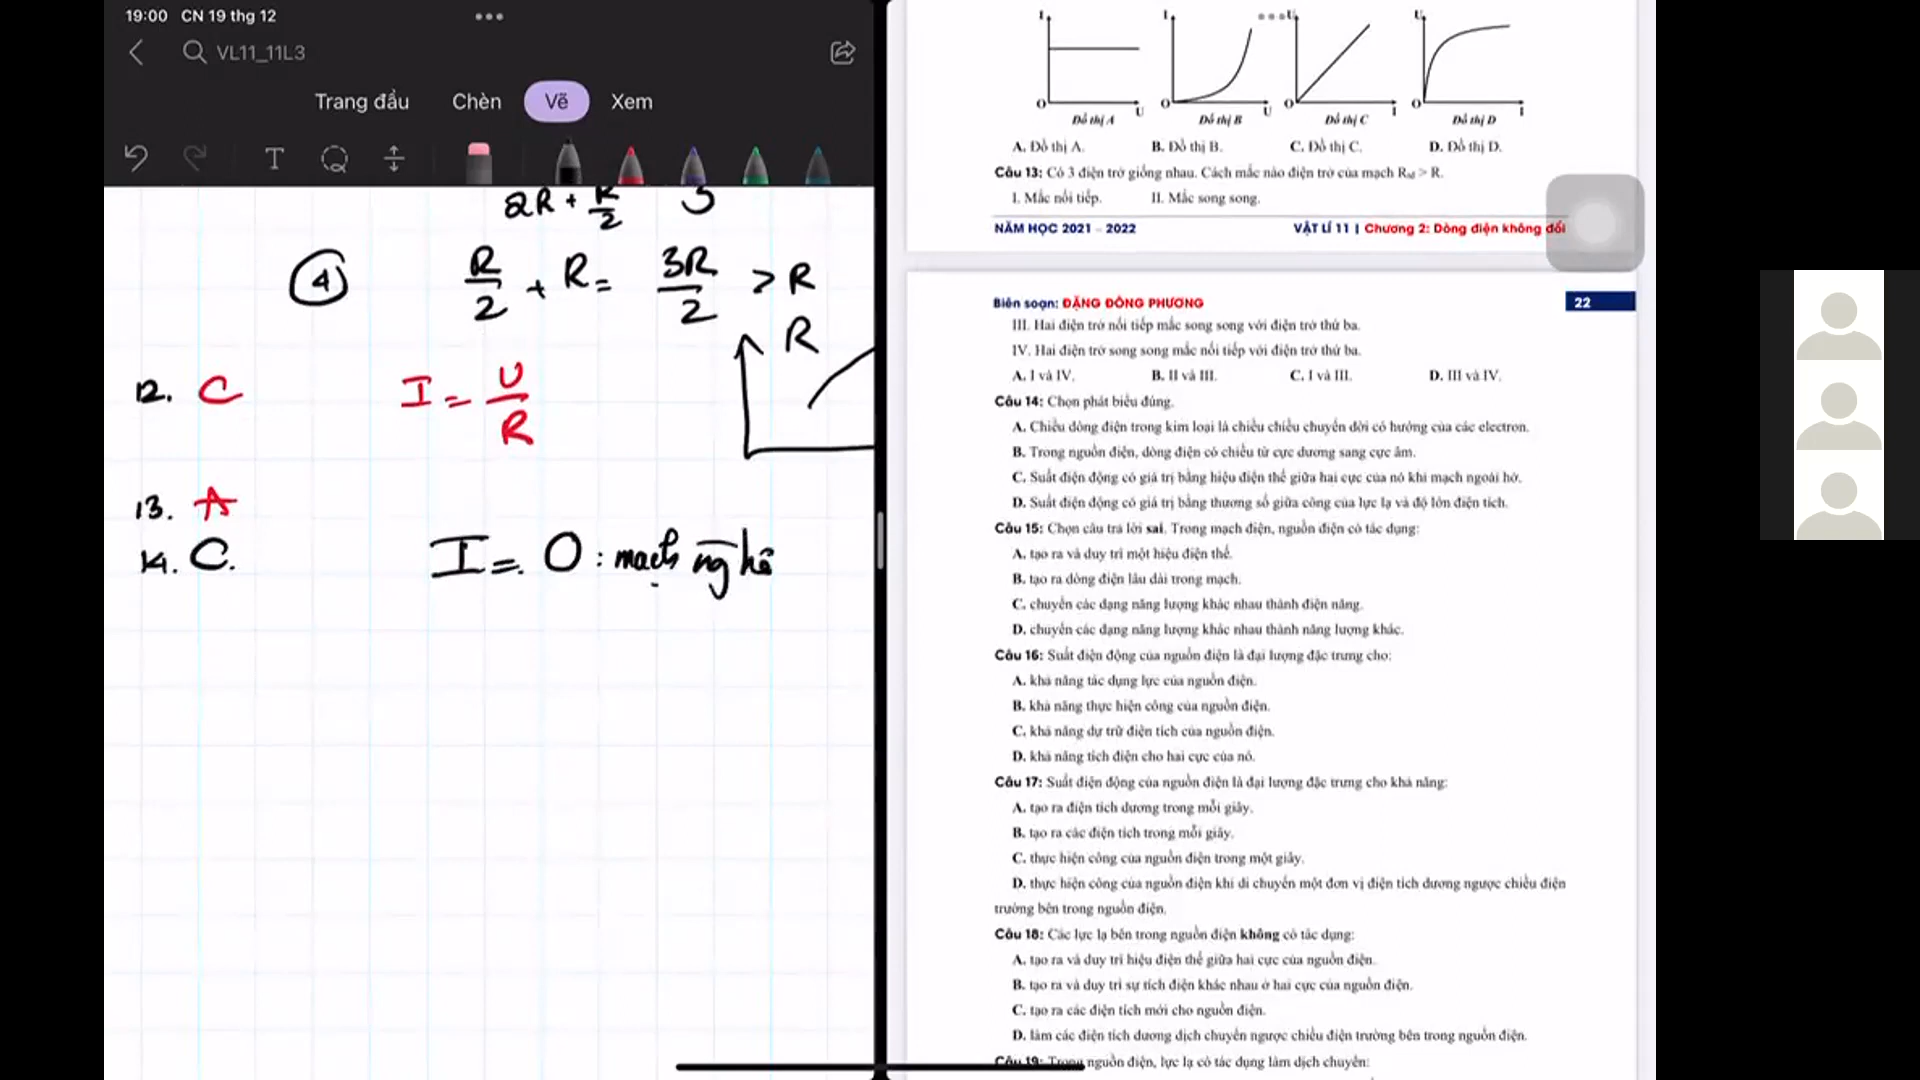 19:00 CN 19 thg 12
VL11_11L3
Trang đầu Chèn Vẽ Xem
T
2R + R/2 5
④ R/2 + R = 3R/2 > R
R
12. C I = U/R
13. A
14. C. I = 0 : mạch
I U I U U I U I
O O O O
Đồ thị A Đồ thị B Đồ thị C Đồ thị D
A. Đồ thị A. B. Đồ thị B. C. Đồ thị C. D. Đồ thị D.
Câu 13: Có 3 điện trở giống nhau. Cách mắc nào điện trở của mạch Rtđ > R.
I. Mắc nối tiếp. II. Mắc song song.
NĂM HỌC 2021 – 2022 VẬT LÍ 11 | Chương 2: Dòng điện không đổi
Biên soạn: ĐẶNG ĐÔNG PHƯƠNG 22
III. Hai điện trở nối tiếp mắc song song với điện trở thứ ba.
IV. Hai điện trở song song mắc nối tiếp với điện trở thứ ba.
A. I và IV. B. II và III. C. I và III. D. III và IV.
Câu 14: Chọn phát biểu đúng.
A. Chiều dòng điện trong kim loại là chiều chiều chuyển dời có hướng của các electron.
B. Trong nguồn điện, dòng điện có chiều từ cực dương sang cực âm.
C. Suất điện động có giá trị bằng hiệu điện thế giữa hai cực của nó khi mạch ngoài hở.
D. Suất điện động có giá trị bằng thương số giữa công của lực lạ và độ lớn điện tích.
Câu 15: Chọn câu trả lời sai. Trong mạch điện, nguồn điện có tác dụng:
A. tạo ra và duy trì một hiệu điện thế.
B. tạo ra dòng điện lâu dài trong mạch.
C. chuyển các dạng năng lượng khác nhau thành điện năng.
D. chuyển các dạng năng lượng khác nhau thành năng lượng khác.
Câu 16: Suất điện động của nguồn điện là đại lượng đặc trưng cho:
A. khả năng tác dụng lực của nguồn điện.
B. khả năng thực hiện công của nguồn điện.
C. khả năng dự trữ điện tích của nguồn điện.
D. khả năng tích điện cho hai cực của nó.
Câu 17: Suất điện động của nguồn điện là đại lượng đặc trưng cho khả năng:
A. tạo ra điện tích dương trong mỗi giây.
B. tạo ra các điện tích trong mỗi giây.
C. thực hiện công của nguồn điện trong một giây.
D. thực hiện công của nguồn điện khi di chuyển một đơn vị điện tích dương ngược chiều điện
trường bên trong nguồn điện.
Câu 18: Các lực lạ bên trong nguồn điện không có tác dụng:
A. tạo ra và duy trì hiệu điện thế giữa hai cực của nguồn điện.
B. tạo ra và duy trì sự tích điện khác nhau ở hai cực của nguồn điện.
C. tạo ra các điện tích mới cho nguồn điện.
D. làm các điện tích dương dịch chuyển ngược chiều điện trường bên trong nguồn điện.
Câu 19: Trong nguồn điện, lực lạ có tác dụng làm dịch chuyển: